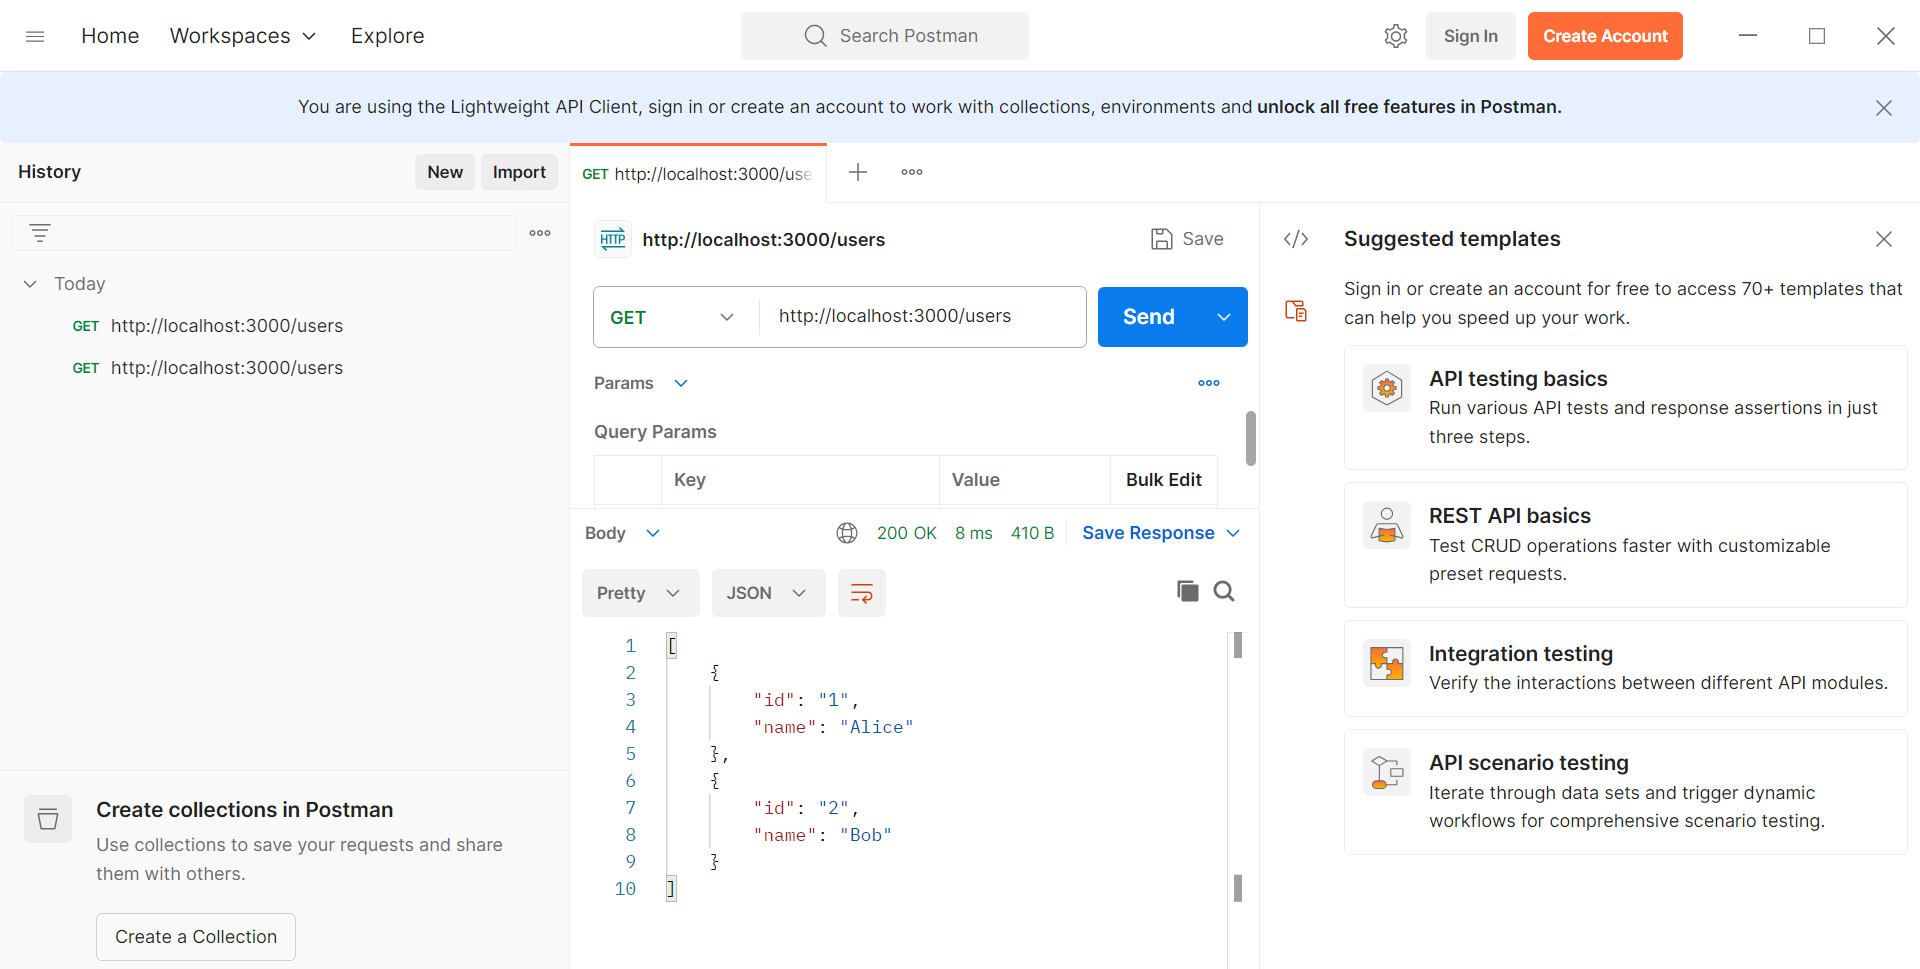 Home Workspaces Explore Search Postman Sign In Create Account
You are using the Lightweight API Client, sign in or create an account to work with collections, environments and unlock all free features in Postman.
History New Import
Today
GET http://localhost:3000/users
GET http://localhost:3000/users
Create collections in Postman
Use collections to save your requests and share
them with others.
Create a Collection
GET http://localhost:3000/use
HTTP http://localhost:3000/users Save
GET http://localhost:3000/users Send
Params
Query Params
Key Value Bulk Edit
Body 200 OK 8 ms 410 B Save Response
Pretty JSON
1 [
2 {
3 "id": "1",
4 "name": "Alice"
5 },
6 {
7 "id": "2",
8 "name": "Bob"
9 }
10 ]
</> Suggested templates
Sign in or create an account for free to access 70+ templates that
can help you speed up your work.
API testing basics
Run various API tests and response assertions in just
three steps.
REST API basics
Test CRUD operations faster with customizable
preset requests.
Integration testing
Verify the interactions between different API modules.
API scenario testing
Iterate through data sets and trigger dynamic
workflows for comprehensive scenario testing.